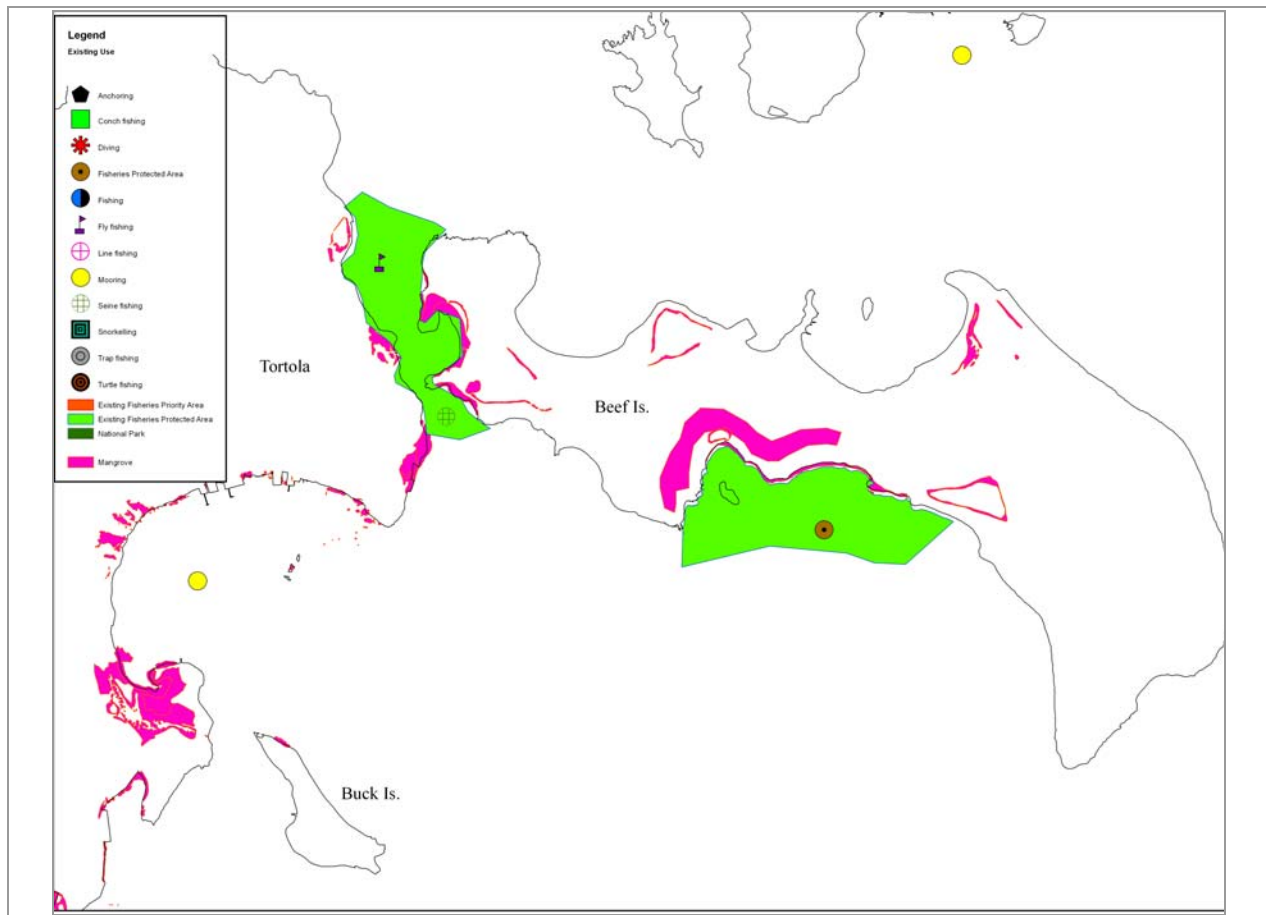 Legend
Existing Use
Anchoring
Conch fishing
Diving
Fisheries Protected Area
Fishing
Fly fishing
Line fishing
Mooring
Seine fishing
Snorkelling
Trap fishing
Turtle fishing
Existing Fisheries Priority Area
Existing Fisheries Protected Area
National Park
Mangrove
Tortola
Beef Is.
Buck Is.